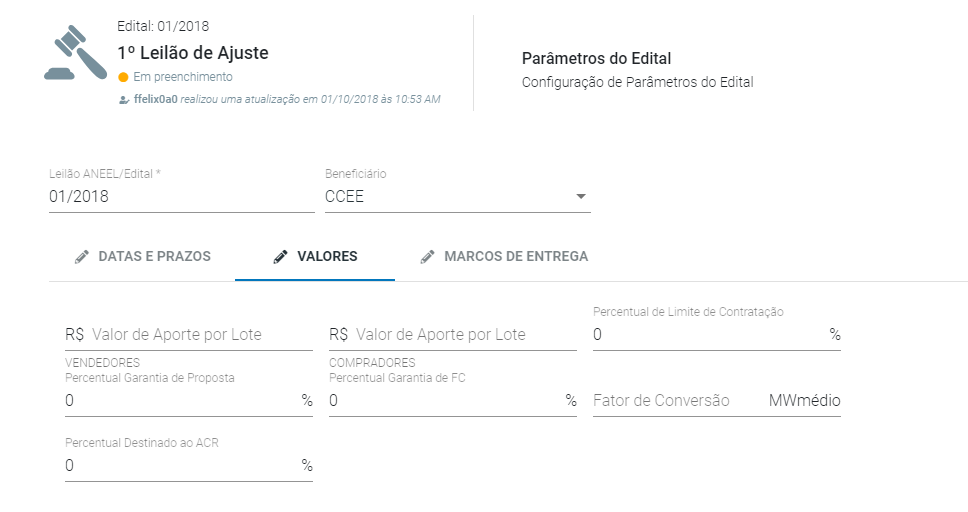 Edital: 01/2018
1º Leilão de Ajuste
Em preenchimento
ffelix0a0 realizou uma atualização em 01/10/2018 às 10:53 AM
Parâmetros do Edital
Configuração de Parâmetros do Edital
Leilão ANEEL/Edital *
01/2018
Beneficiário
CCEE
DATAS E PRAZOS
VALORES
MARCOS DE ENTREGA
R$ Valor de Aporte por Lote
VENDEDORES
R$ Valor de Aporte por Lote
COMPRADORES
Percentual de Limite de Contratação
0 %
Percentual Garantia de Proposta
0 %
Percentual Garantia de FC
0 %
Fator de Conversão MWmédio
Percentual Destinado ao ACR
0 %